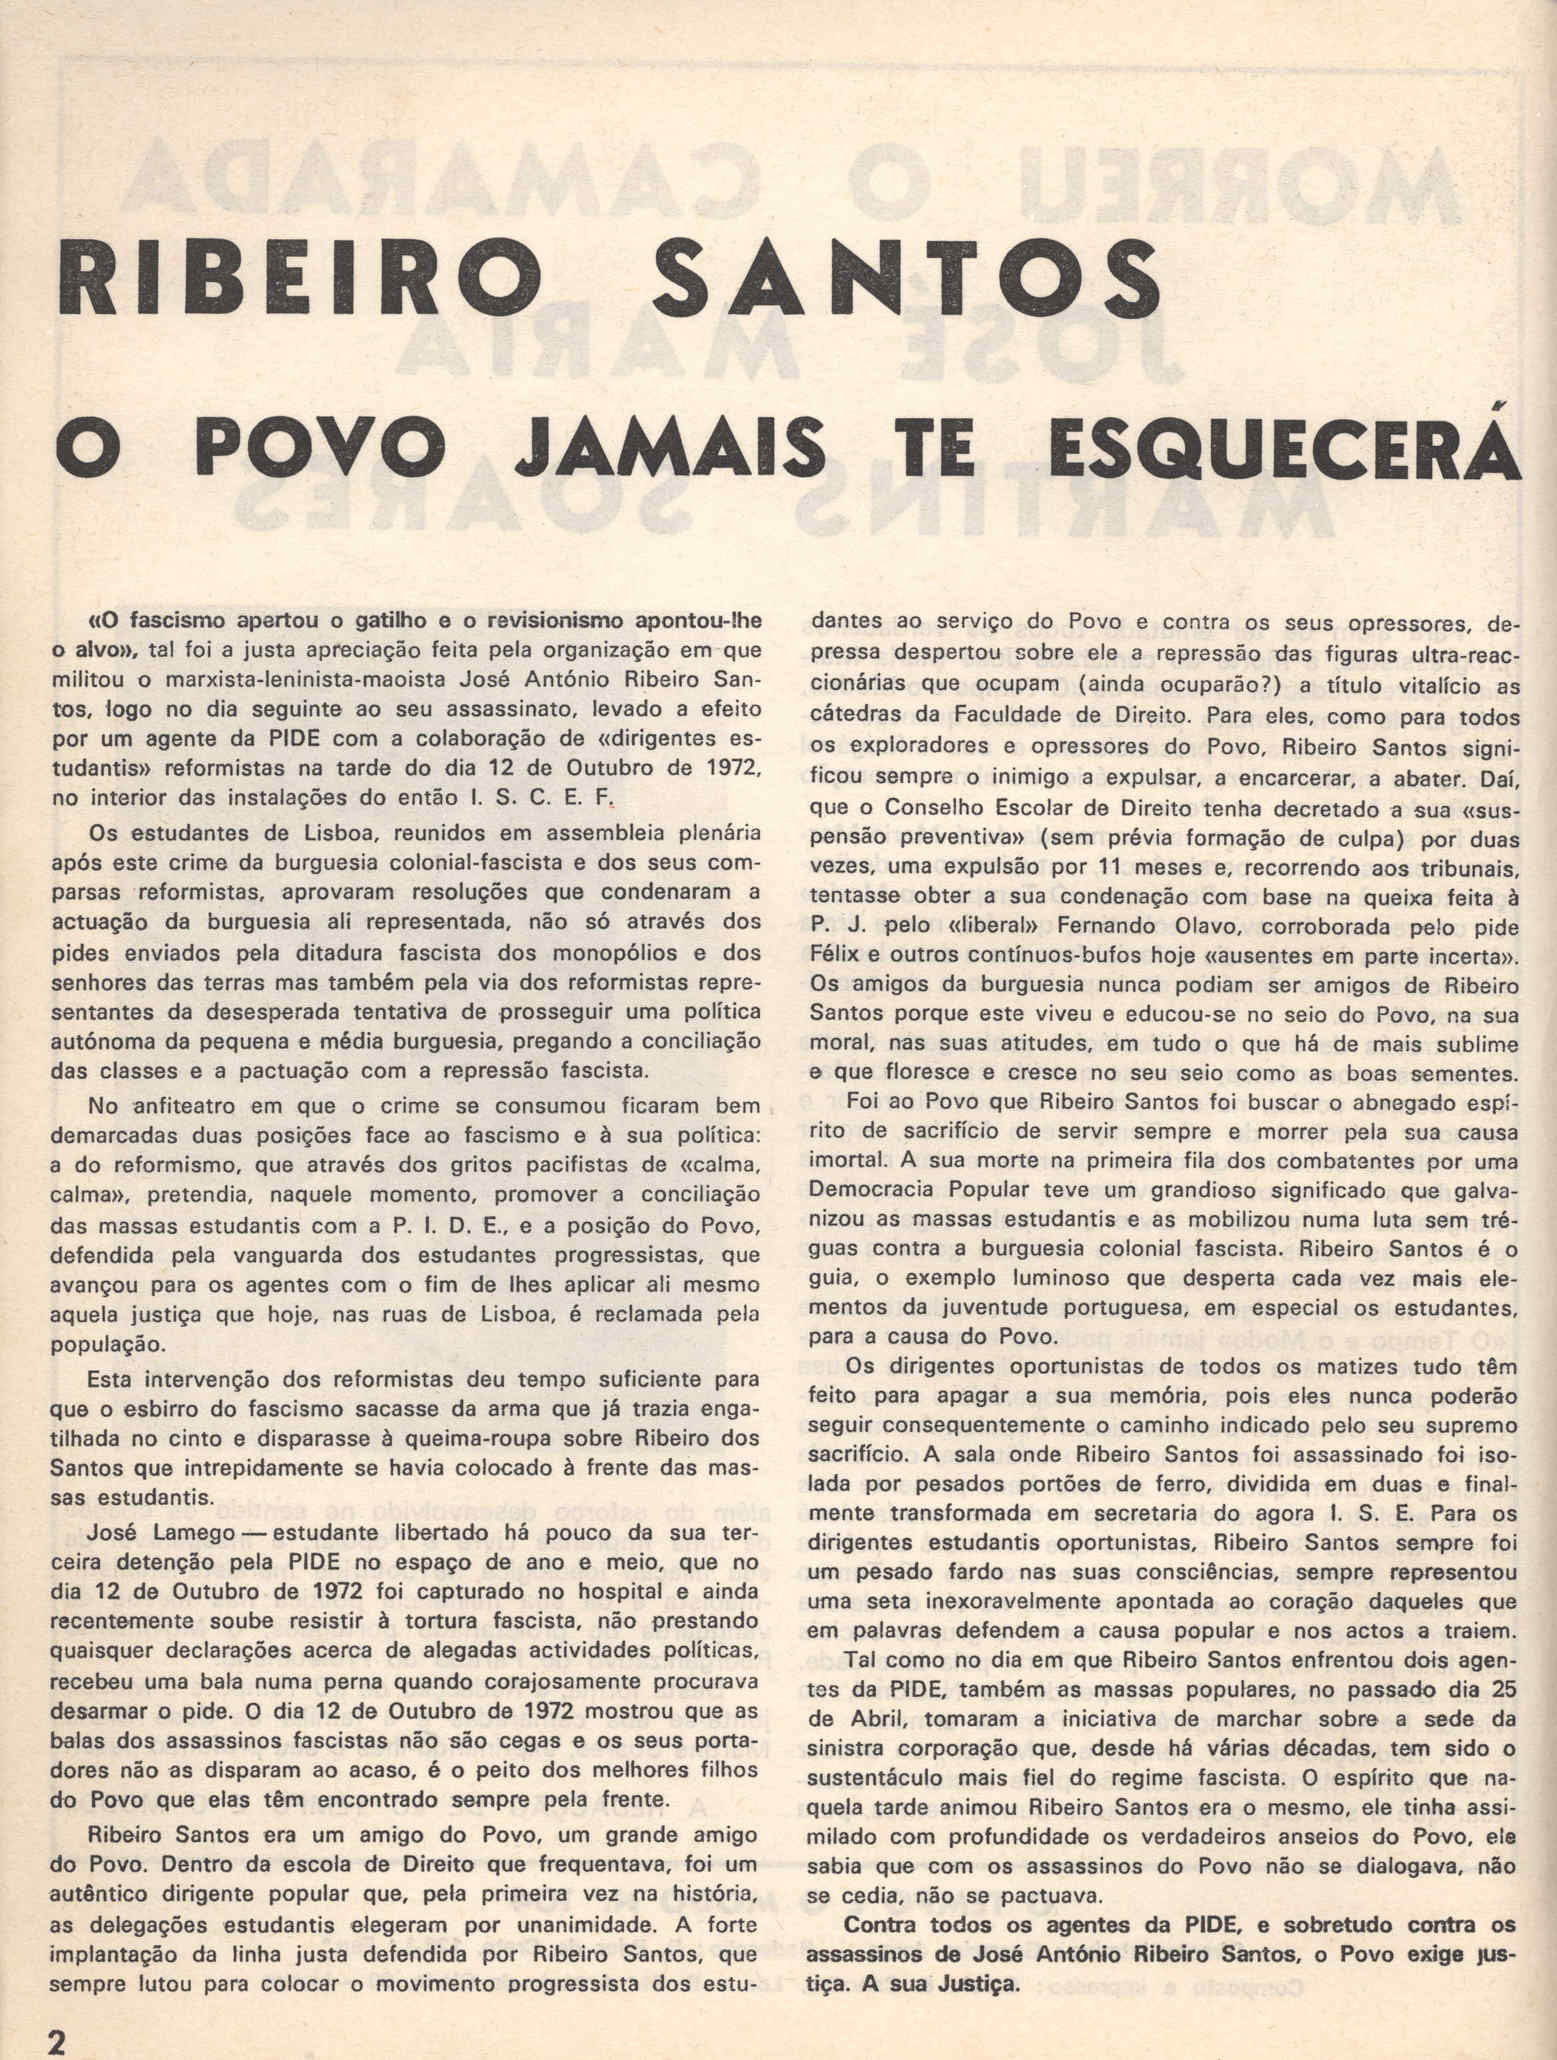 RIBEIRO SANTOS
O POVO JAMAIS TE ESQUECERÁ
«O fascismo apertou o gatilho e o revisionismo apontou-lhe
o alvo», tal foi a justa apreciação feita pela organização em que
militou o marxista-leninista-maoista José António Ribeiro San-
tos, logo no dia seguinte ao seu assassinato, levado a efeito
por um agente da PIDE com a colaboração de «dirigentes es-
tudantis» reformistas na tarde do dia 12 de Outubro de 1972,
no interior das instalações do então I. S. C. E. F.
Os estudantes de Lisboa, reunidos em assembleia plenária
após este crime da burguesia colonial-fascista e dos seus com-
parsas reformistas, aprovaram resoluções que condenaram a
actuação da burguesia ali representada, não só através dos
pides enviados pela ditadura fascista dos monopólios e dos
senhores das terras mas também pela via dos reformistas repre-
sentantes da desesperada tentativa de prosseguir uma política
autónoma da pequena e média burguesia, pregando a conciliação
das classes e a pactuação com a repressão fascista.
No anfiteatro em que o crime se consumou ficaram bem
demarcadas duas posições face ao fascismo e à sua política:
a do reformismo, que através dos gritos pacifistas de «calma,
calma», pretendia, naquele momento, promover a conciliação
das massas estudantis com a P. I. D. E., e a posição do Povo,
defendida pela vanguarda dos estudantes progressistas, que
avançou para os agentes com o fim de lhes aplicar ali mesmo
aquela justiça que hoje, nas ruas de Lisboa, é reclamada pela
população.
Esta intervenção dos reformistas deu tempo suficiente para
que o esbirro do fascismo sacasse da arma que já trazia enga-
tilhada no cinto e disparasse à queima-roupa sobre Ribeiro dos
Santos que intrepidamente se havia colocado à frente das mas-
sas estudantis.
José Lamego — estudante libertado há pouco da sua ter-
ceira detenção pela PIDE no espaço de ano e meio, que no
dia 12 de Outubro de 1972 foi capturado no hospital e ainda
recentemente soube resistir à tortura fascista, não prestando
quaisquer declarações acerca de alegadas actividades políticas,
recebeu uma bala numa perna quando corajosamente procurava
desarmar o pide. O dia 12 de Outubro de 1972 mostrou que as
balas dos assassinos fascistas não são cegas e os seus porta-
dores não as disparam ao acaso, é o peito dos melhores filhos
do Povo que elas têm encontrado sempre pela frente.
Ribeiro Santos era um amigo do Povo, um grande amigo
do Povo. Dentro da escola de Direito que frequentava, foi um
autêntico dirigente popular que, pela primeira vez na história,
as delegações estudantis elegeram por unanimidade. A forte
implantação da linha justa defendida por Ribeiro Santos, que
sempre lutou para colocar o movimento progressista dos estu-
dantes ao serviço do Povo e contra os seus opressores, de-
pressa despertou sobre ele a repressão das figuras ultra-reac-
cionárias que ocupam (ainda ocuparão?) a título vitalício as
cátedras da Faculdade de Direito. Para eles, como para todos
os exploradores e opressores do Povo, Ribeiro Santos signi-
ficou sempre o inimigo a expulsar, a encarcerar, a abater. Daí,
que o Conselho Escolar de Direito tenha decretado a sua «sus-
pensão preventiva» (sem prévia formação de culpa) por duas
vezes, uma expulsão por 11 meses e, recorrendo aos tribunais,
tentasse obter a sua condenação com base na queixa feita à
P. J. pelo «liberal» Fernando Olavo, corroborada pelo pide
Félix e outros contínuos-bufos hoje «ausentes em parte incerta».
Os amigos da burguesia nunca podiam ser amigos de Ribeiro
Santos porque este viveu e educou-se no seio do Povo, na sua
moral, nas suas atitudes, em tudo o que há de mais sublime
e que floresce e cresce no seu seio como as boas sementes.
Foi ao Povo que Ribeiro Santos foi buscar o abnegado espí-
rito de sacrifício de servir sempre e morrer pela sua causa
imortal. A sua morte na primeira fila dos combatentes por uma
Democracia Popular teve um grandioso significado que galva-
nizou as massas estudantis e as mobilizou numa luta sem tré-
guas contra a burguesia colonial fascista. Ribeiro Santos é o
guia, o exemplo luminoso que desperta cada vez mais ele-
mentos da juventude portuguesa, em especial os estudantes,
para a causa do Povo.
Os dirigentes oportunistas de todos os matizes tudo têm
feito para apagar a sua memória, pois eles nunca poderão
seguir consequentemente o caminho indicado pelo seu supremo
sacrifício. A sala onde Ribeiro Santos foi assassinado foi iso-
lada por pesados portões de ferro, dividida em duas e final-
mente transformada em secretaria do agora I. S. E. Para os
dirigentes estudantis oportunistas, Ribeiro Santos sempre foi
um pesado fardo nas suas consciências, sempre representou
uma seta inexoravelmente apontada ao coração daqueles que
em palavras defendem a causa popular e nos actos a traiem.
Tal como no dia em que Ribeiro Santos enfrentou dois agen-
tes da PIDE, também as massas populares, no passado dia 25
de Abril, tomaram a iniciativa de marchar sobre a sede da
sinistra corporação que, desde há várias décadas, tem sido o
sustentáculo mais fiel do regime fascista. O espírito que na-
quela tarde animou Ribeiro Santos era o mesmo, ele tinha assi-
milado com profundidade os verdadeiros anseios do Povo, ele
sabia que com os assassinos do Povo não se dialogava, não
se cedia, não se pactuava.
Contra todos os agentes da PIDE, e sobretudo contra os
assassinos de José António Ribeiro Santos, o Povo exige jus-
tiça. A sua Justiça.
2